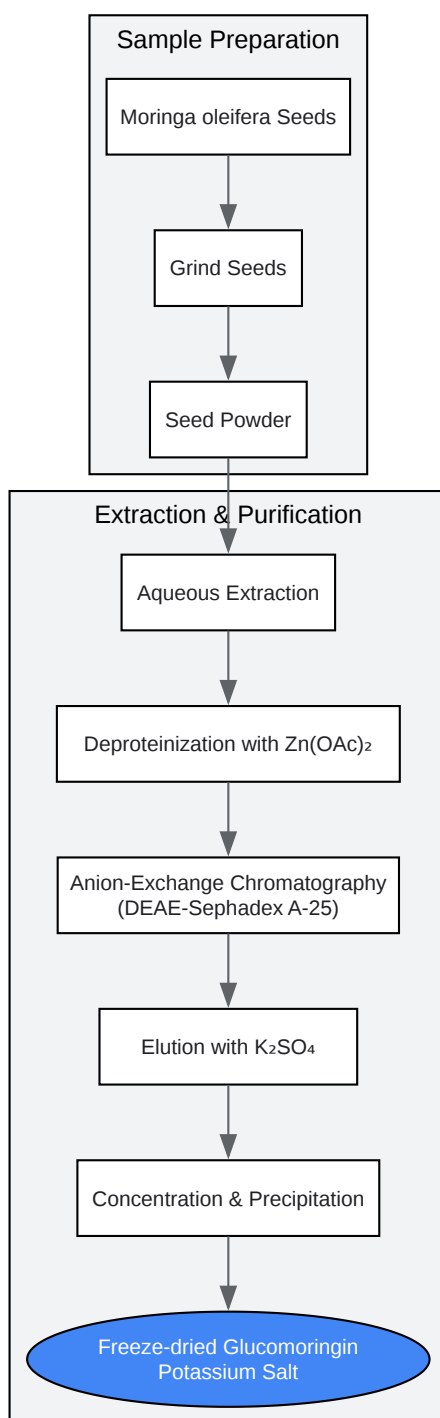 Sample Preparation
Moringa oleifera Seeds
Grind Seeds
Seed Powder
Extraction & Purification
Aqueous Extraction
Deproteinization with Zn(OAc)₂
Anion-Exchange Chromatography
(DEAE-Sephadex A-25)
Elution with K₂SO₄
Concentration & Precipitation
Freeze-dried Glucomoringin
Potassium Salt